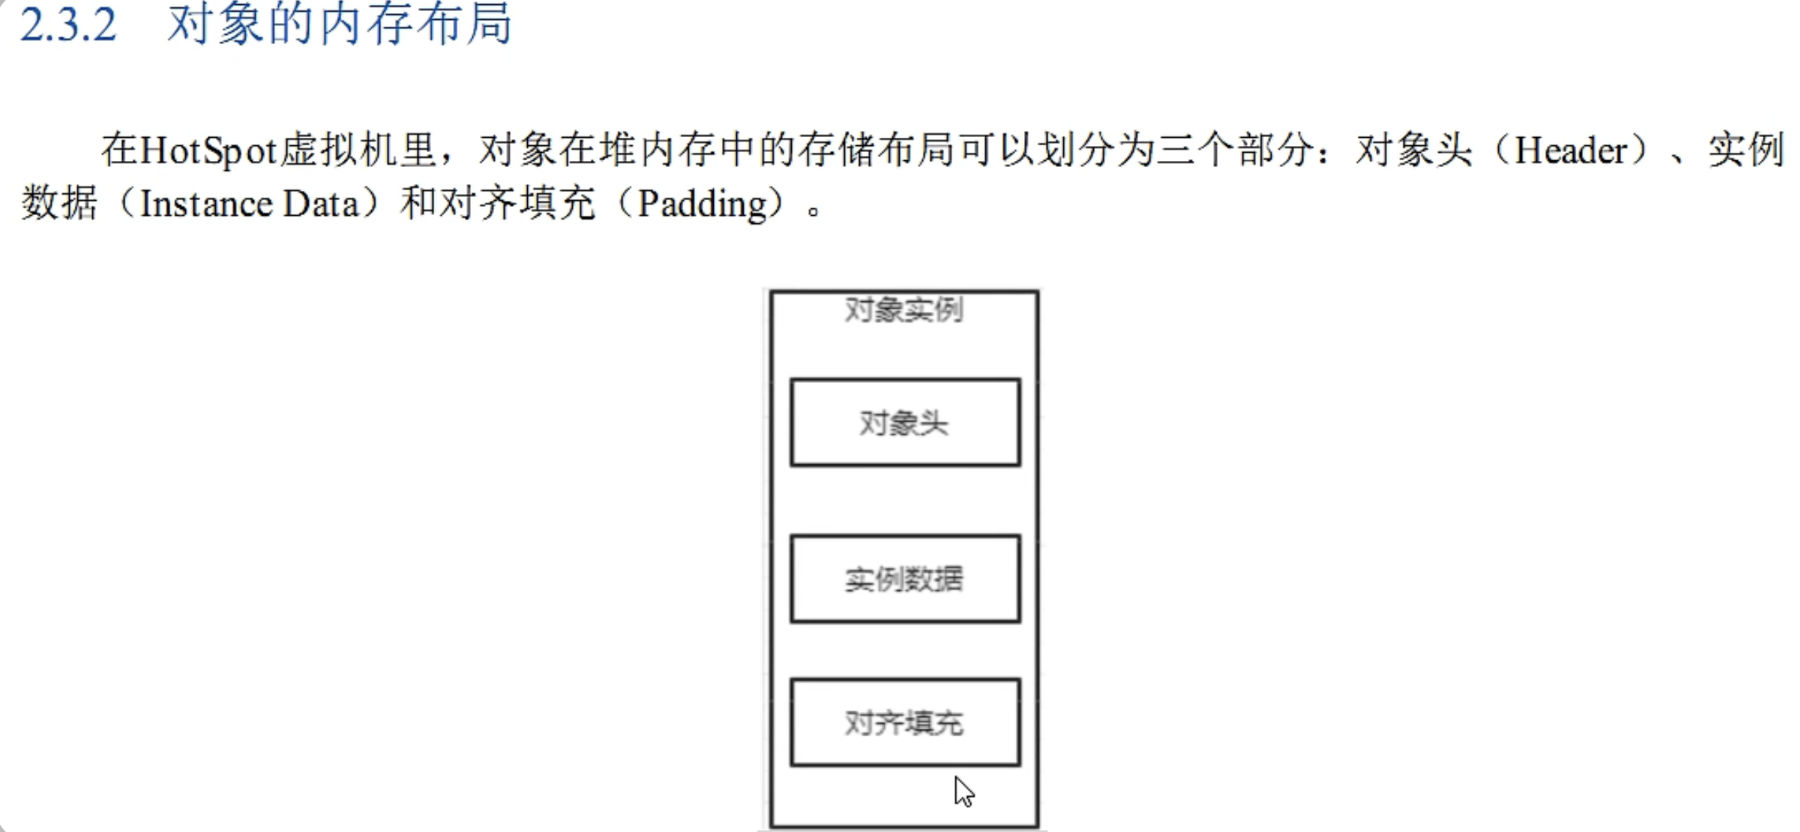 2.3.2 对象的内存布局
在HotSpot虚拟机里，对象在堆内存中的存储布局可以划分为三个部分：对象头（Header）、实例
数据（Instance Data）和对齐填充（Padding）。
对象实例
对象头
实例数据
对齐填充